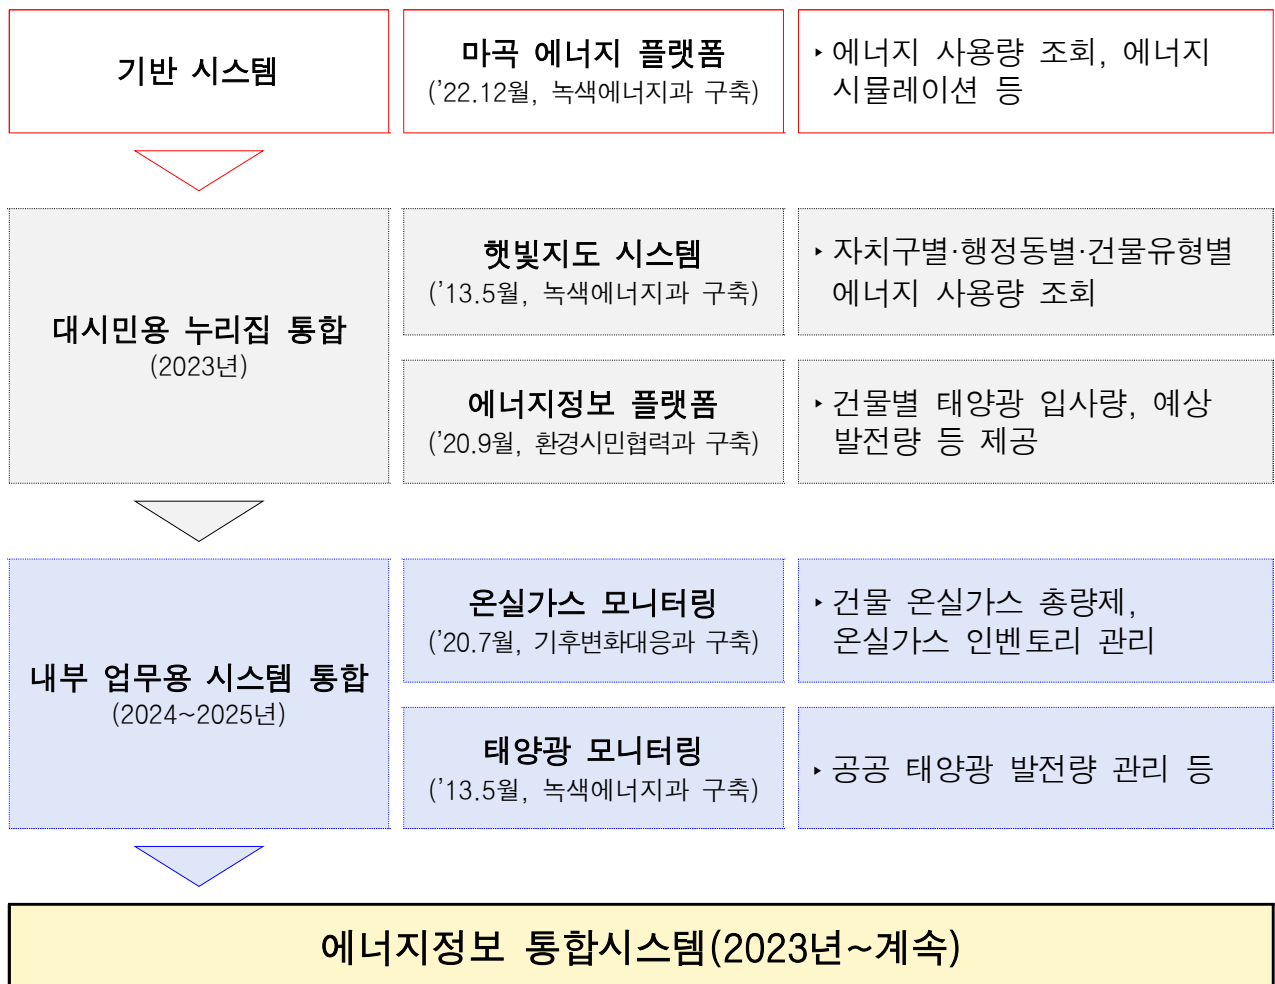 기반 시스템
마곡 에너지 플랫폼
('22.12월, 녹색에너지과 구축)
‣ 에너지 사용량 조회, 에너지
시뮬레이션 등
대시민용 누리집 통합
(2023년)
햇빛지도 시스템
('13.5월, 녹색에너지과 구축)
‣ 자치구별·행정동별·건물유형별
에너지 사용량 조회
에너지정보 플랫폼
('20.9월, 환경시민협력과 구축)
‣ 건물별 태양광 입사량, 예상
발전량 등 제공
내부 업무용 시스템 통합
(2024~2025년)
온실가스 모니터링
('20.7월, 기후변화대응과 구축)
‣ 건물 온실가스 총량제,
온실가스 인벤토리 관리
태양광 모니터링
('13.5월, 녹색에너지과 구축)
‣ 공공 태양광 발전량 관리 등
에너지정보 통합시스템(2023년~계속)